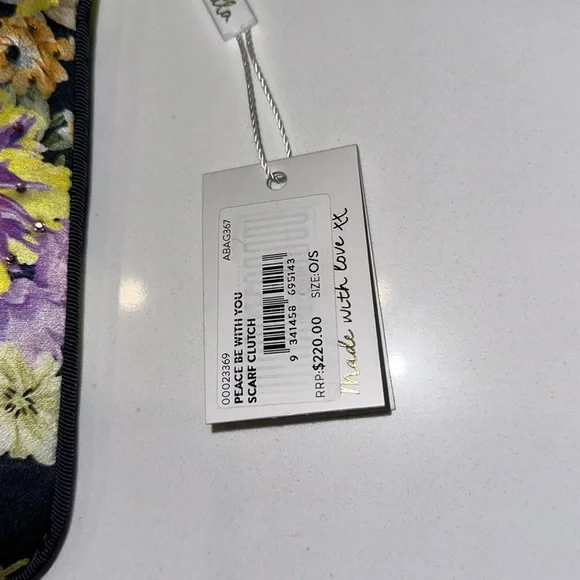 ABAG367
00023369
PEACE BE WITH YOU
SCARF CLUTCH
9 341458 695143
RRP:$220.00 SIZE:O/S
Made with love xx